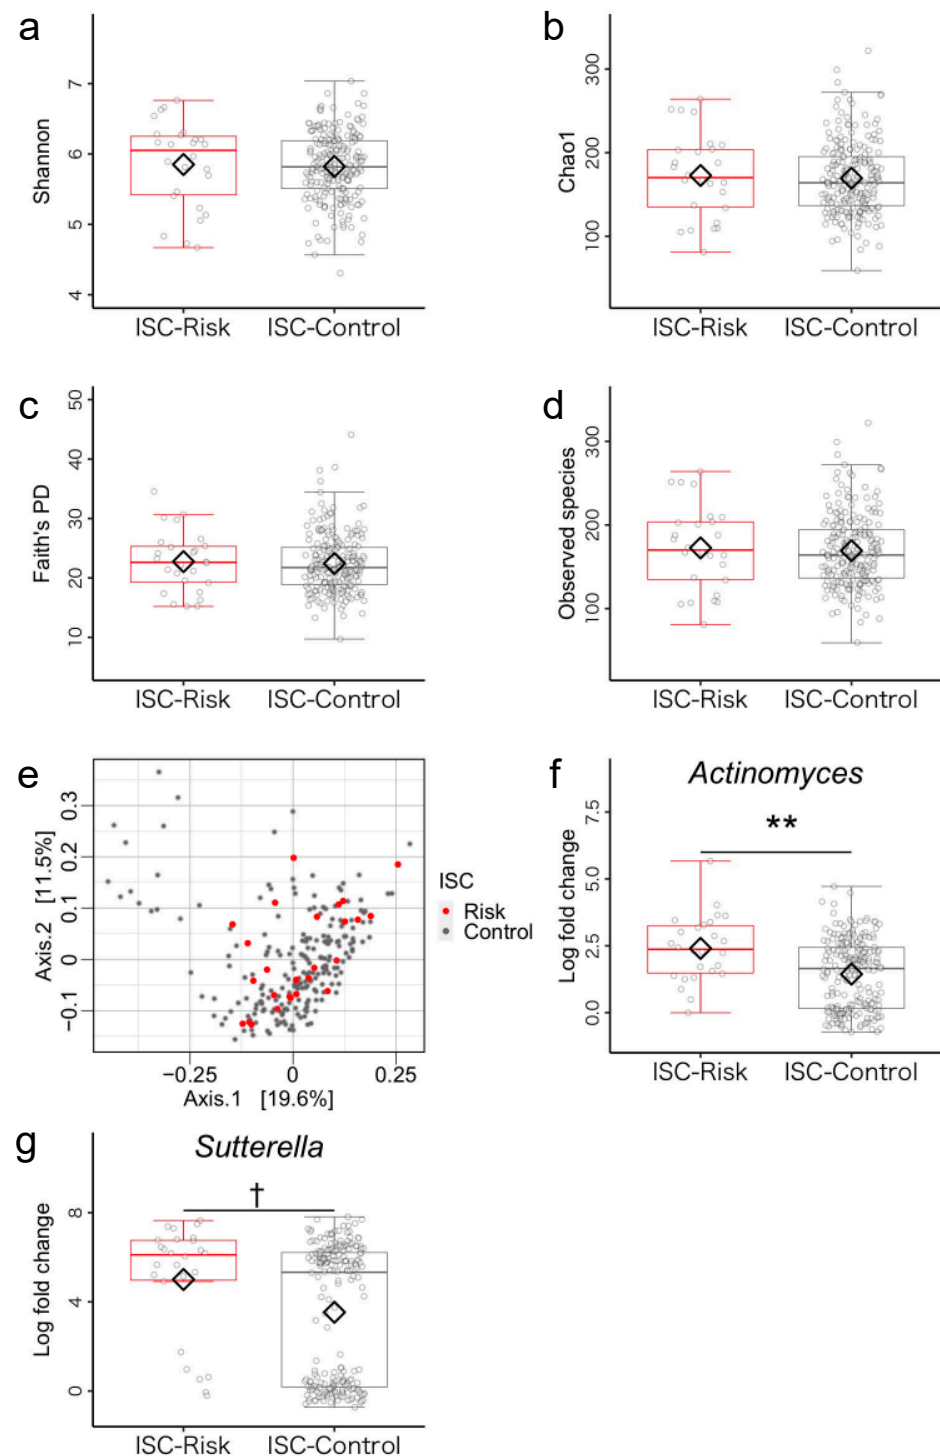 a
Shannon
7
6
5
4
ISC-Risk ISC-Control
b
Chao1
300
200
100
ISC-Risk ISC-Control
c
Faith's PD
50
40
30
20
10
ISC-Risk ISC-Control
d
Observed species
300
200
100
ISC-Risk ISC-Control
e
Axis.2 [11.5%]
0.3
0.2
0.1
0
−0.1
−0.25 0 0.25
Axis.1 [19.6%]
ISC
Risk
Control
f
Actinomyces
**
Log fold change
7.5
5.0
2.5
0.0
ISC-Risk ISC-Control
g
Sutterella
†
Log fold change
8
4
0
ISC-Risk ISC-Control